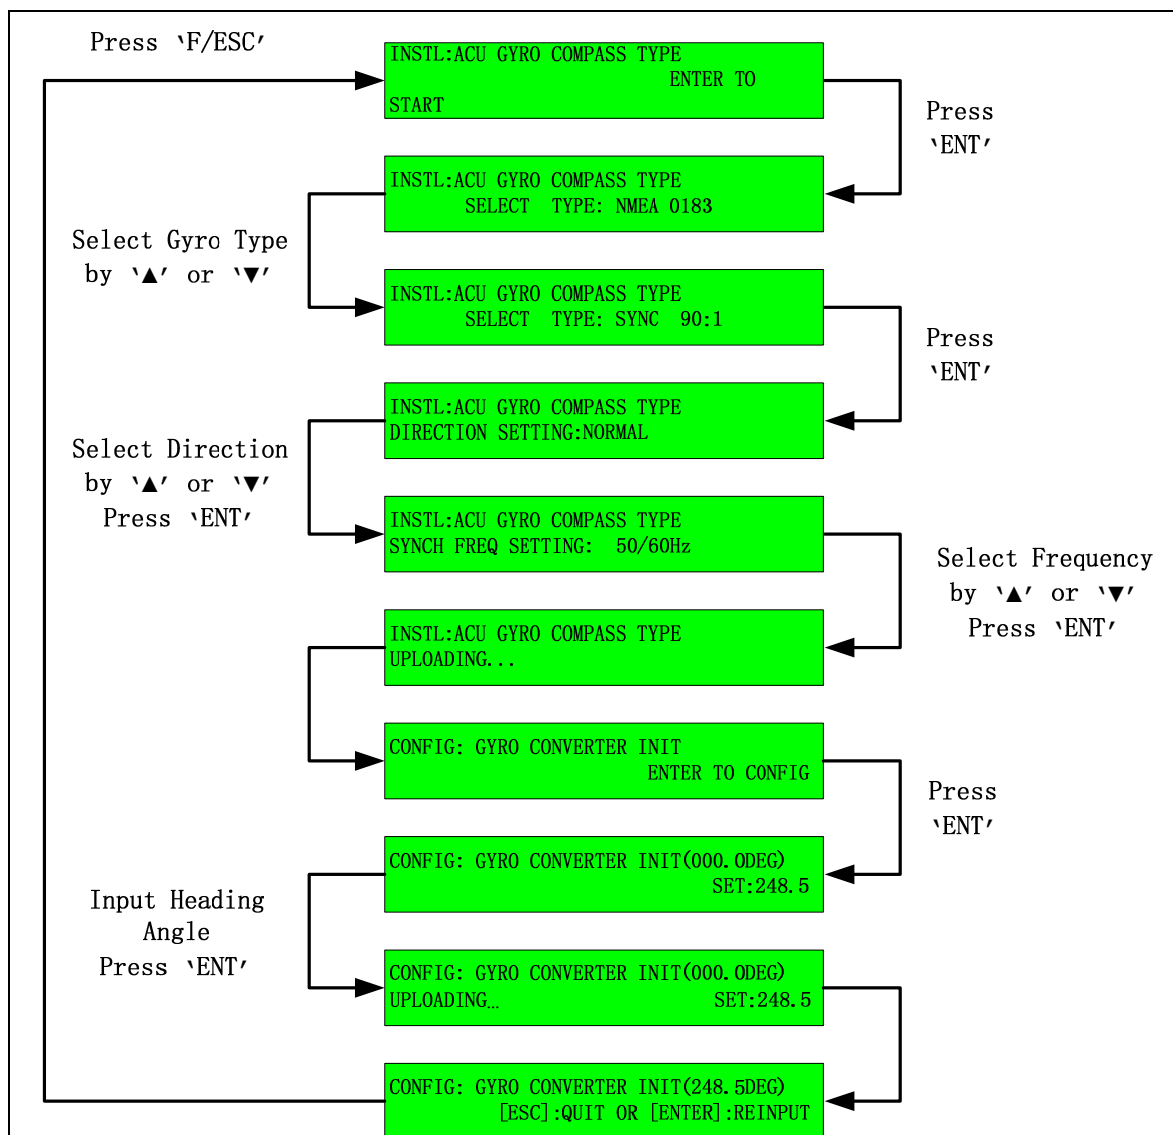 Press ‵F/ESC′
INSTL:ACU GYRO COMPASS TYPE
ENTER TO
START
Press
‵ENT′
INSTL:ACU GYRO COMPASS TYPE
SELECT TYPE: NMEA 0183
Select Gyro Type
by ‵▲′ or ‵▼′
INSTL:ACU GYRO COMPASS TYPE
SELECT TYPE: SYNC 90:1
Press
‵ENT′
INSTL:ACU GYRO COMPASS TYPE
DIRECTION SETTING:NORMAL
Select Direction
by ‵▲′ or ‵▼′
Press ‵ENT′
INSTL:ACU GYRO COMPASS TYPE
SYNCH FREQ SETTING: 50/60Hz
Select Frequency
by ‵▲′ or ‵▼′
Press ‵ENT′
INSTL:ACU GYRO COMPASS TYPE
UPLOADING...
CONFIG: GYRO CONVERTER INIT
ENTER TO CONFIG
Press
‵ENT′
CONFIG: GYRO CONVERTER INIT(000.0DEG)
SET:248.5
Input Heading
Angle
Press ‵ENT′
CONFIG: GYRO CONVERTER INIT(000.0DEG)
UPLOADING… SET:248.5
CONFIG: GYRO CONVERTER INIT(248.5DEG)
[ESC]:QUIT OR [ENTER]:REINPUT